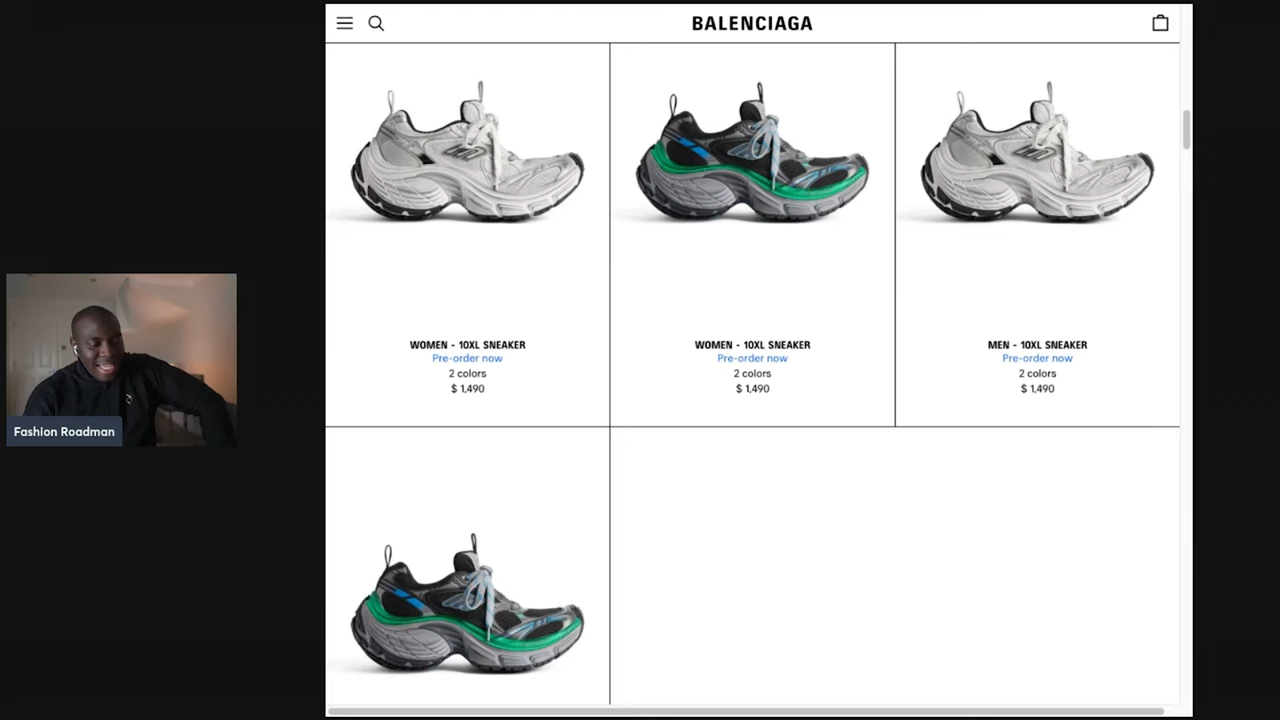 BALENCIAGA
WOMEN - 10XL SNEAKER
Pre-order now
2 colors
$ 1,490
WOMEN - 10XL SNEAKER
Pre-order now
2 colors
$ 1,490
MEN - 10XL SNEAKER
Pre-order now
2 colors
$ 1,490
Fashion Roadman